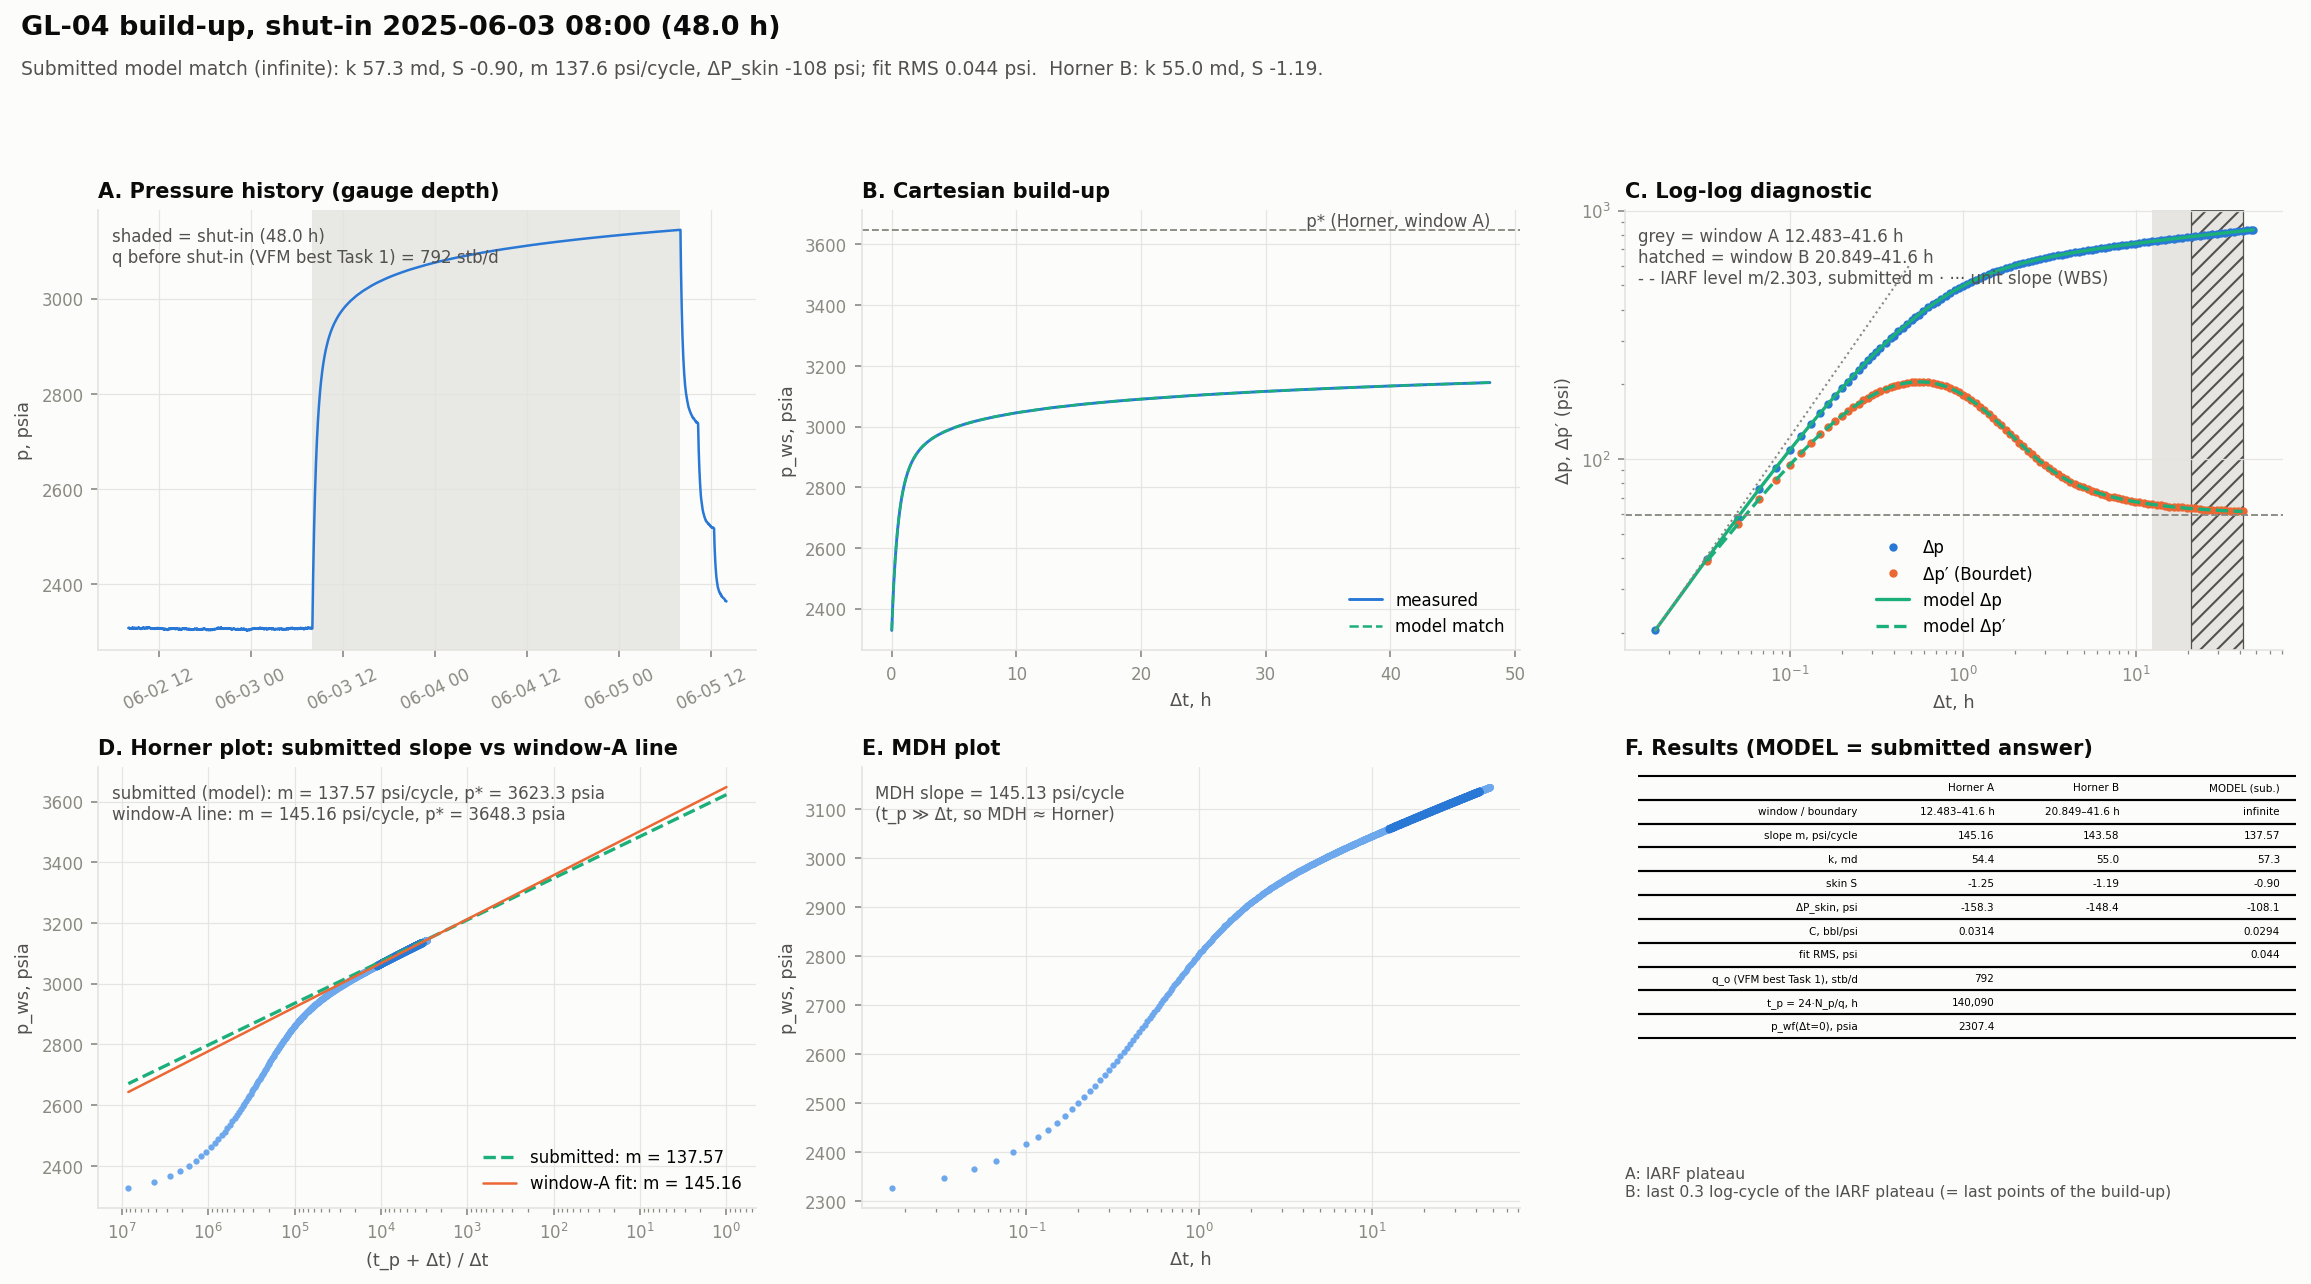 GL-04 build-up, shut-in 2025-06-03 08:00 (48.0 h)
Submitted model match (infinite): k 57.3 md, S -0.90, m 137.6 psi/cycle, ΔP_skin -108 psi; fit RMS 0.044 psi.  Horner B: k 55.0 md, S -1.19.
A. Pressure history (gauge depth)
shaded = shut-in (48.0 h)
q before shut-in (VFM best Task 1) = 792 stb/d
p, psia
3000
2800
2600
2400
06-02 12
06-03 00
06-03 12
06-04 00
06-04 12
06-05 00
06-05 12
B. Cartesian build-up
p* (Horner, window A)
p_ws, psia
3600
3400
3200
3000
2800
2600
2400
measured
model match
0
10
20
30
40
50
Δt, h
C. Log-log diagnostic
grey = window A 12.483–41.6 h
hatched = window B 20.849–41.6 h
- - IARF level m/2.303, submitted m · ··· unit slope (WBS)
Δp, Δp′ (psi)
10³
10²
Δp
Δp′ (Bourdet)
model Δp
model Δp′
10⁻¹
10⁰
10¹
Δt, h
D. Horner plot: submitted slope vs window-A line
submitted (model): m = 137.57 psi/cycle, p* = 3623.3 psia
window-A line: m = 145.16 psi/cycle, p* = 3648.3 psia
p_ws, psia
3600
3400
3200
3000
2800
2600
2400
submitted: m = 137.57
window-A fit: m = 145.16
10⁷
10⁶
10⁵
10⁴
10³
10²
10¹
10⁰
(t_p + Δt) / Δt
E. MDH plot
MDH slope = 145.13 psi/cycle
(t_p ≫ Δt, so MDH ≈ Horner)
p_ws, psia
3100
3000
2900
2800
2700
2600
2500
2400
2300
10⁻¹
10⁰
10¹
Δt, h
F. Results (MODEL = submitted answer)
Horner A Horner B MODEL (sub.)
window / boundary 12.483–41.6 h 20.849–41.6 h infinite
slope m, psi/cycle 145.16 143.58 137.57
k, md 54.4 55.0 57.3
skin S -1.25 -1.19 -0.90
ΔP_skin, psi -158.3 -148.4 -108.1
C, bbl/psi 0.0314 0.0294
fit RMS, psi 0.044
q_o (VFM best Task 1), stb/d 792
t_p = 24·N_p/q, h 140,090
p_wf(Δt=0), psia 2307.4
A: IARF plateau
B: last 0.3 log-cycle of the IARF plateau (= last points of the build-up)